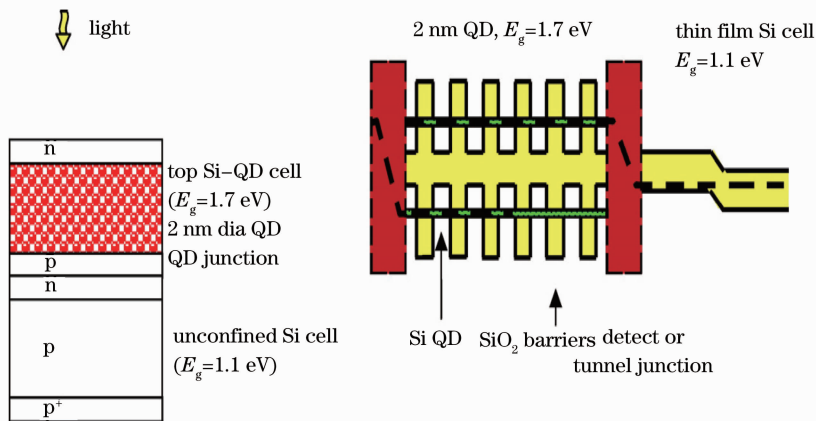 light
n
top Si-QD cell
(Eg=1.7 eV)
2 nm dia QD
QD junction
p
n
p
unconfined Si cell
(Eg=1.1 eV)
p+
2 nm QD, Eg=1.7 eV
thin film Si cell
Eg=1.1 eV
Si QD
SiO2 barriers
detect or
tunnel junction